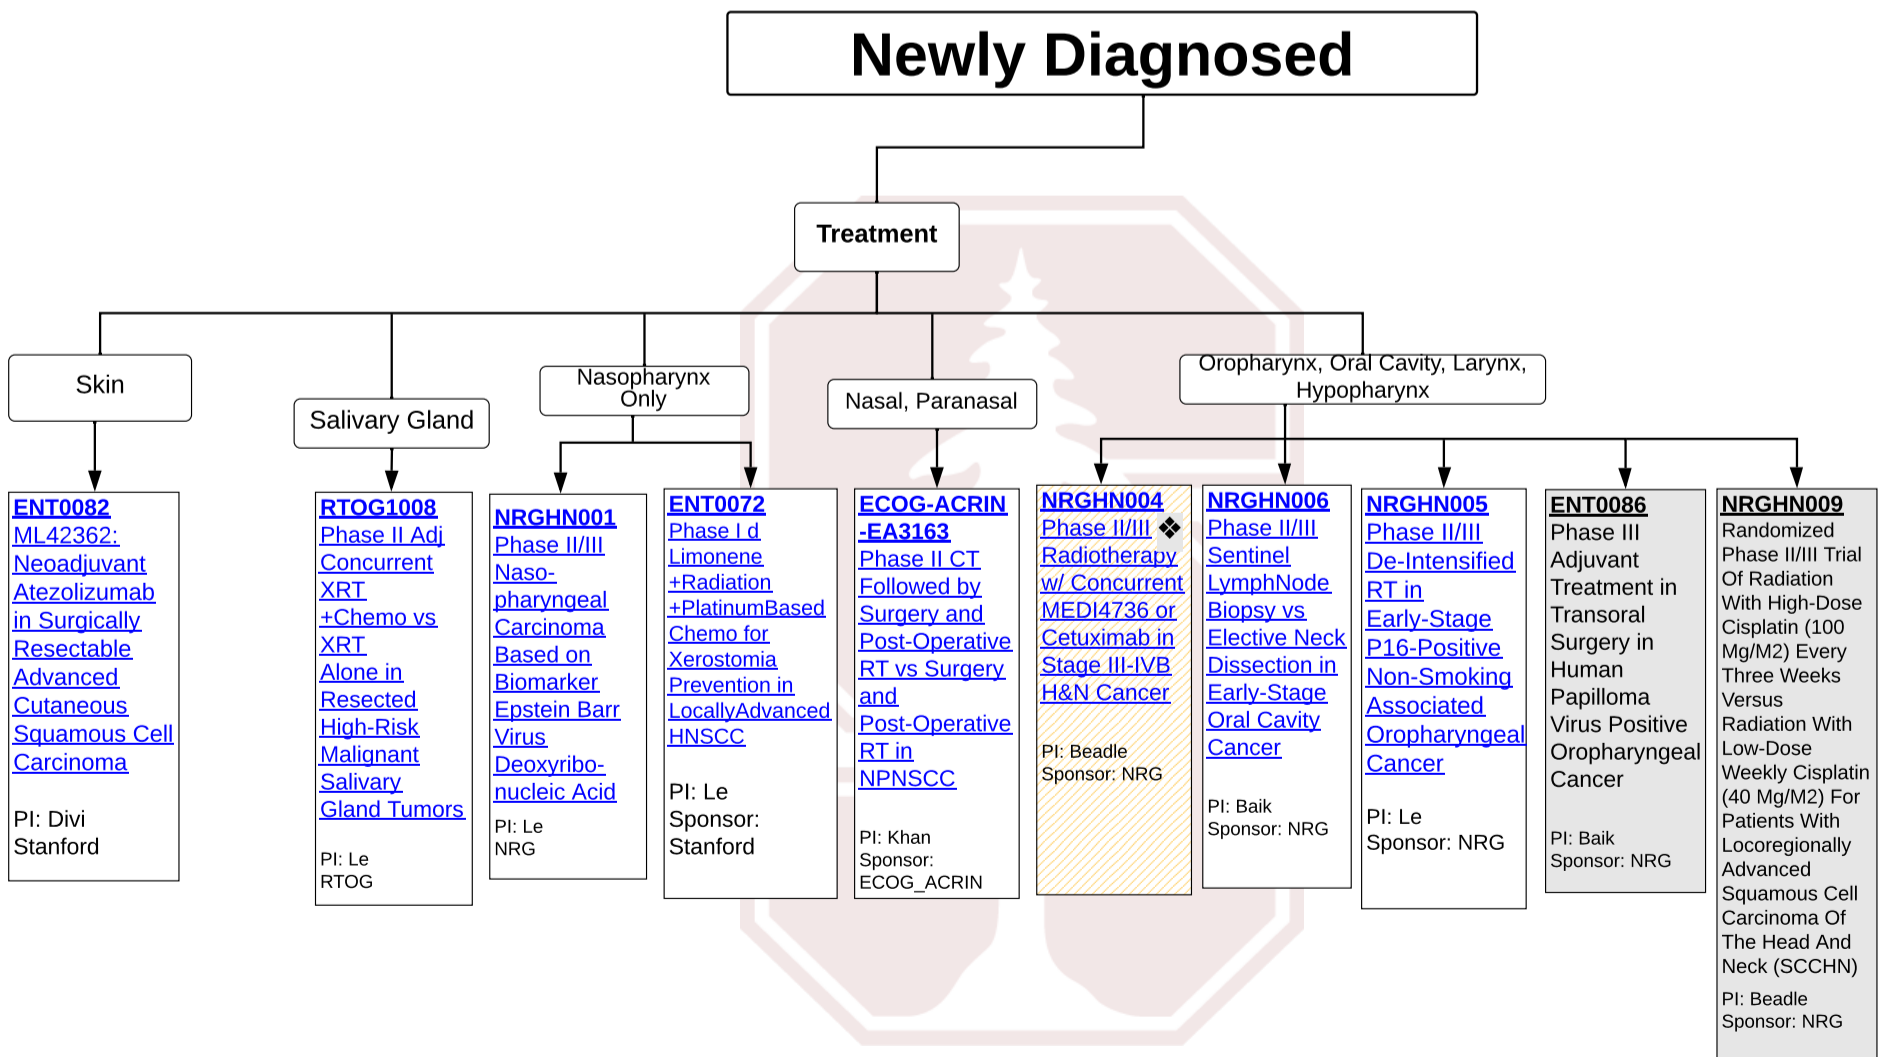 Newly Diagnosed
Treatment
Skin
Salivary Gland
Nasopharynx
Only
Nasal, Paranasal
Oropharynx, Oral Cavity, Larynx,
Hypopharynx
ENT0082
ML42362:
Neoadjuvant
Atezolizumab
in Surgically
Resectable
Advanced
Cutaneous
Squamous Cell
Carcinoma
PI: Divi
Stanford
RTOG1008
Phase II Adj
Concurrent
XRT
+Chemo vs
XRT
Alone in
Resected
High-Risk
Malignant
Salivary
Gland Tumors
PI: Le
RTOG
NRGHN001
Phase II/III
Naso-
pharyngeal
Carcinoma
Based on
Biomarker
Epstein Barr
Virus
Deoxyribo-
nucleic Acid
PI: Le
NRG
ENT0072
Phase I d
Limonene
+Radiation
+PlatinumBased
Chemo for
Xerostomia
Prevention in
LocallyAdvanced
HNSCC
PI: Le
Sponsor:
Stanford
ECOG-ACRIN
-EA3163
Phase II CT
Followed by
Surgery and
Post-Operative
RT vs Surgery
and
Post-Operative
RT in
NPNSCC
PI: Khan
Sponsor:
ECOG_ACRIN
NRGHN004
Phase II/III ❖
Radiotherapy
w/ Concurrent
MEDI4736 or
Cetuximab in
Stage III-IVB
H&N Cancer
PI: Beadle
Sponsor: NRG
NRGHN006
Phase II/III
Sentinel
LymphNode
Biopsy vs
Elective Neck
Dissection in
Early-Stage
Oral Cavity
Cancer
PI: Baik
Sponsor: NRG
NRGHN005
Phase II/III
De-Intensified
RT in
Early-Stage
P16-Positive
Non-Smoking
Associated
Oropharyngeal
Cancer
PI: Le
Sponsor: NRG
ENT0086
Phase III
Adjuvant
Treatment in
Transoral
Surgery in
Human
Papilloma
Virus Positive
Oropharyngeal
Cancer
PI: Baik
Sponsor: NRG
NRGHN009
Randomized
Phase II/III Trial
Of Radiation
With High-Dose
Cisplatin (100
Mg/M2) Every
Three Weeks
Versus
Radiation With
Low-Dose
Weekly Cisplatin
(40 Mg/M2) For
Patients With
Locoregionally
Advanced
Squamous Cell
Carcinoma Of
The Head And
Neck (SCCHN)
PI: Beadle
Sponsor: NRG